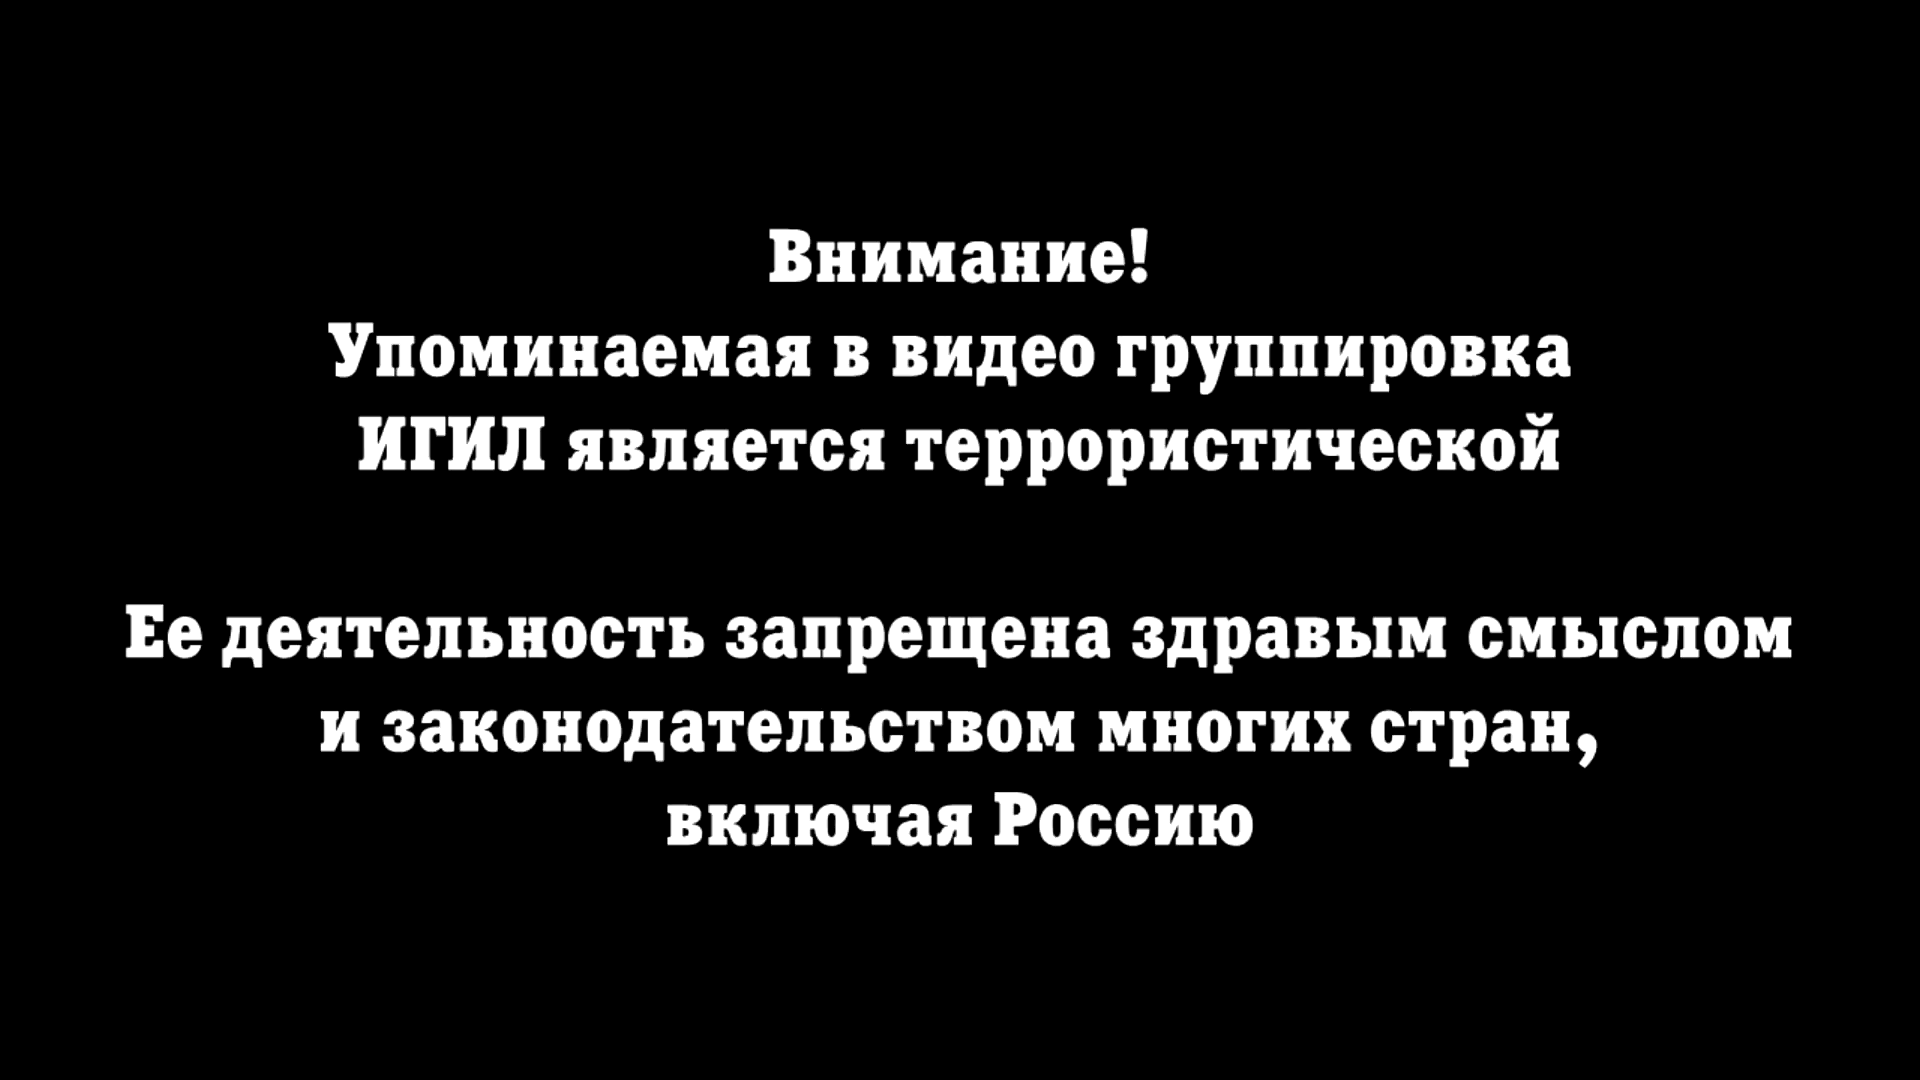 Внимание!
Упоминаемая в видео группировка
ИГИЛ является террористической
Ее деятельность запрещена здравым смыслом
и законодательством многих стран,
включая Россию